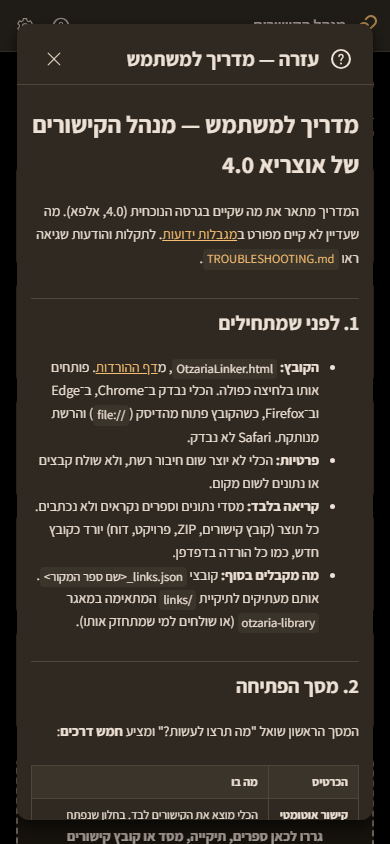 מנהל הקישורים
עזרה — מדריך למשתמש
מדריך למשתמש — מנהל הקישורים
של אוצריא 4.0
המדריך מתאר את מה שקיים בגרסה הנוכחית (4.0, אלפא). מה
שעדיין לא קיים מפורט במגבלות ידועות. לתקלות והודעות שגיאה
ראו TROUBLESHOOTING.md.
1. לפני שמתחילים
הקובץ: OtzariaLinker.html, מדף ההורדות. פותחים
אותו בלחיצה כפולה. הכלי נבדק ב־Chrome, ב־Edge
וב־Firefox, כשהקובץ פתוח מהדיסק (file://) והרשת
מנותקת. Safari לא נבדק.
פרטיות: הכלי לא יוצר שום חיבור רשת, ולא שולח קבצים
או נתונים לשום מקום.
קריאה בלבד: מסדי נתונים וספרים נקראים ולא נכתבים.
כל תוצר (קובץ קישורים, ZIP, פרויקט, דוח) יורד כקובץ
חדש, כמו כל הורדה בדפדפן.
מה מקבלים בסוף: קובצי <שם ספר המקור>_links.json.
אותם מעתיקים לתיקיית links/ המתאימה במאגר
otzaria-library (או שולחים למי שמתחזק אותו).
2. מסך הפתיחה
המסך הראשון שואל "מה תרצו לעשות?" ומציע חמש דרכים:
הכרטיס מה בו
קישור אוטומטי הכלי מוצא את הקישורים לבד. בחלון שנפתח
גררו לכאן ספרים, תיקייה, מסד או קובץ קישורים